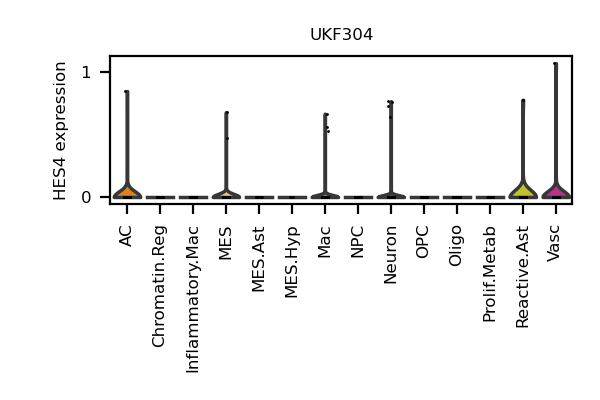 UKF304
HES4 expression
1
0
AC
Chromatin.Reg
Inflammatory.Mac
MES
MES.Ast
MES.Hyp
Mac
NPC
Neuron
OPC
Oligo
Prolif.Metab
Reactive.Ast
Vasc